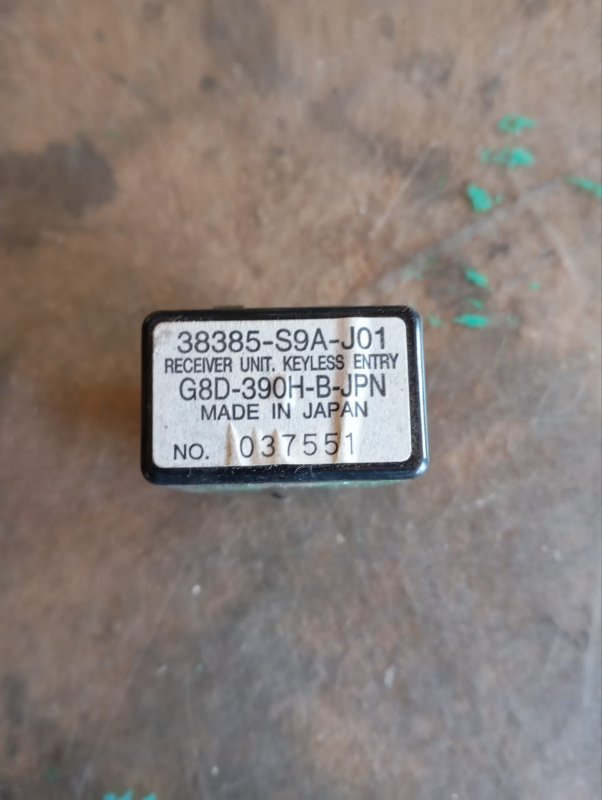 38385-S9A-J01
RECEIVER UNIT. KEYLESS ENTRY
G8D-390H-B-JPN
MADE IN JAPAN
NO. 037551